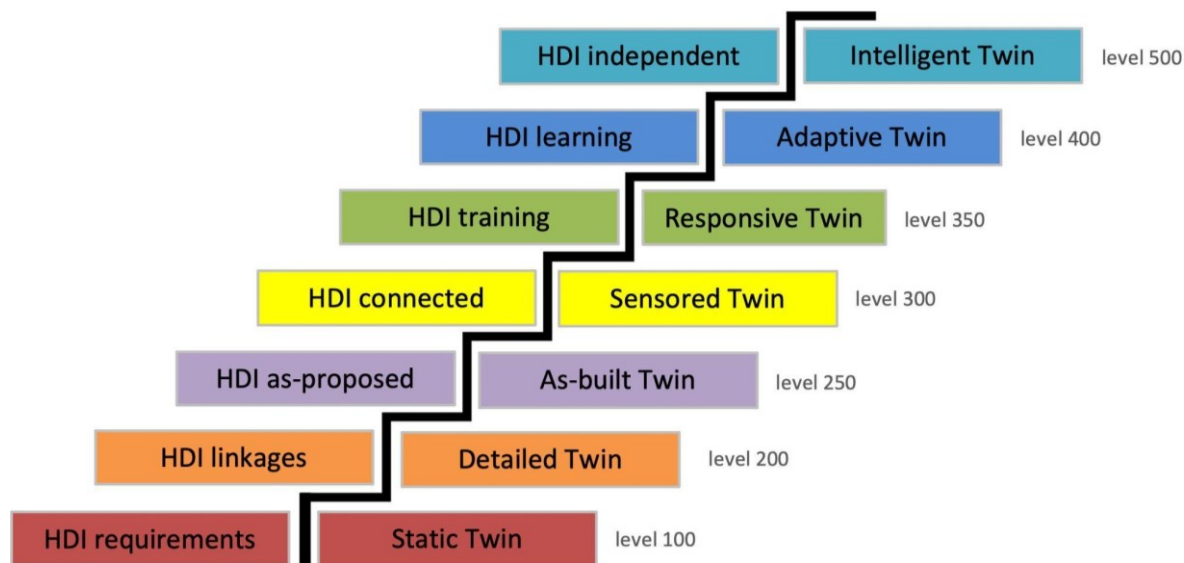 HDI independent Intelligent Twin level 500
HDI learning Adaptive Twin level 400
HDI training Responsive Twin level 350
HDI connected Sensored Twin level 300
HDI as-proposed As-built Twin level 250
HDI linkages Detailed Twin level 200
HDI requirements Static Twin level 100